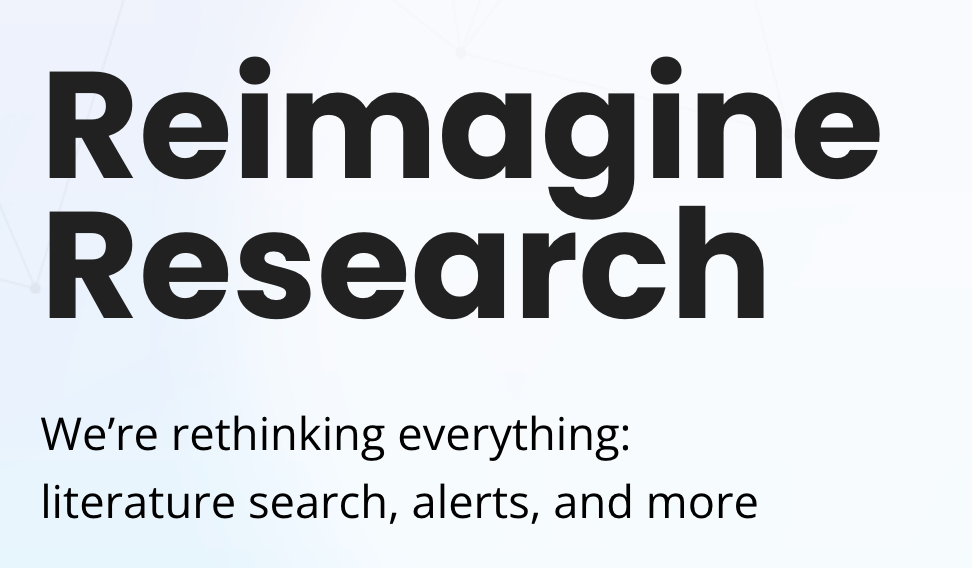 Reimagine
Research
We’re rethinking everything:
literature search, alerts, and more